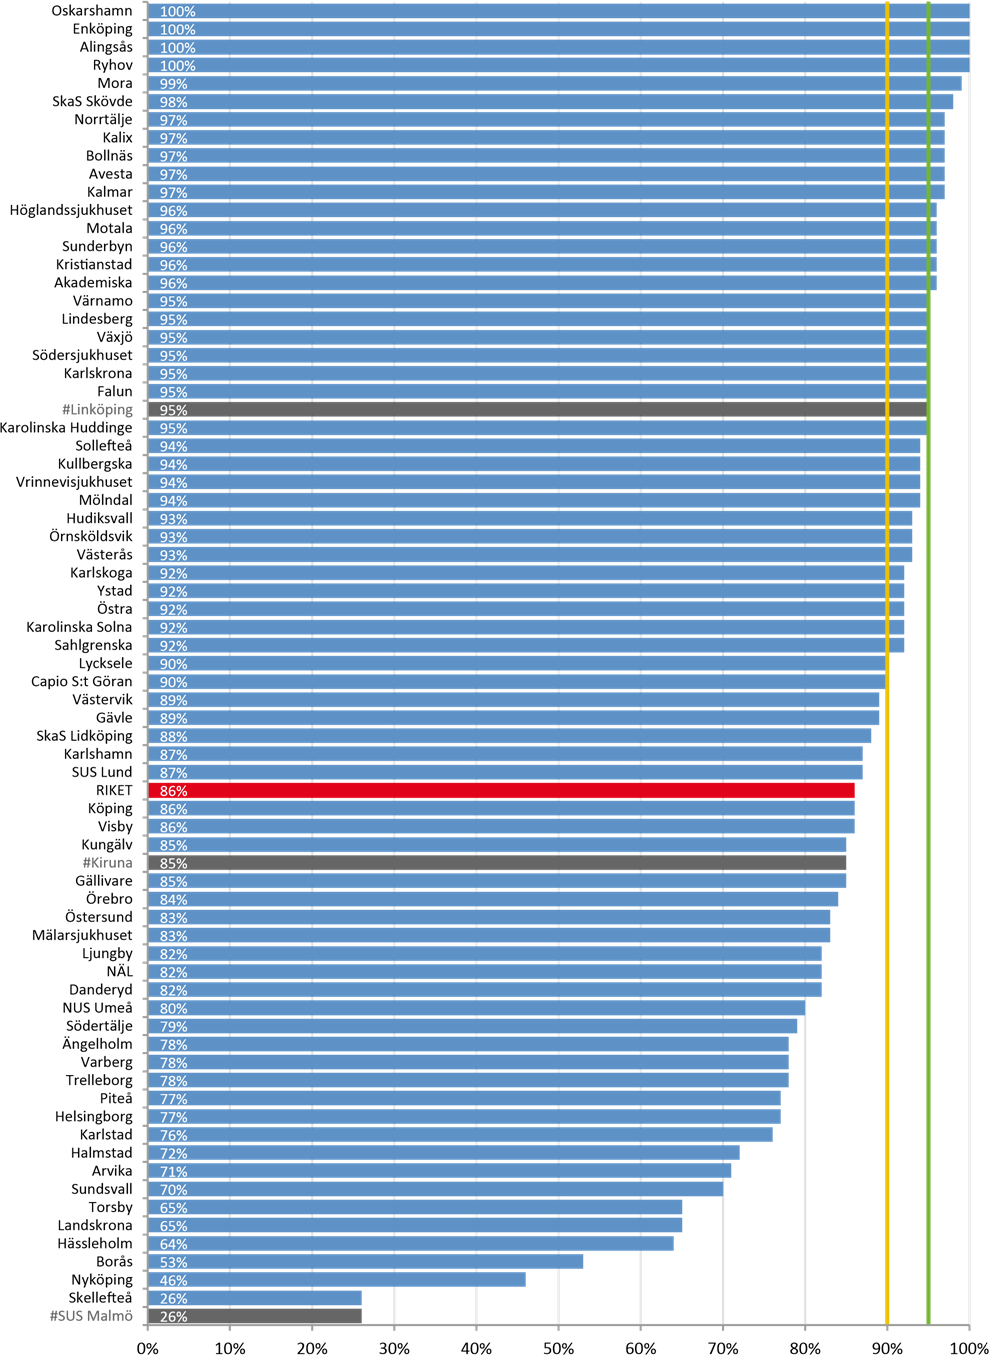 Oskarshamn 100%
Enköping 100%
Alingsås 100%
Ryhov 100%
Mora 99%
SkaS Skövde 98%
Norrtälje 97%
Kalix 97%
Bollnäs 97%
Avesta 97%
Kalmar 97%
Höglandssjukhuset 96%
Motala 96%
Sunderbyn 96%
Kristianstad 96%
Akademiska 96%
Värnamo 95%
Lindesberg 95%
Växjö 95%
Södersjukhuset 95%
Karlskrona 95%
Falun 95%
#Linköping 95%
Karolinska Huddinge 95%
Sollefteå 94%
Kullbergska 94%
Vrinnevisjukhuset 94%
Mölndal 94%
Hudiksvall 93%
Örnsköldsvik 93%
Västerås 93%
Karlskoga 92%
Ystad 92%
Östra 92%
Karolinska Solna 92%
Sahlgrenska 92%
Lycksele 90%
Capio S:t Göran 90%
Västervik 89%
Gävle 89%
SkaS Lidköping 88%
Karlshamn 87%
SUS Lund 87%
RIKET 86%
Köping 86%
Visby 86%
Kungälv 85%
#Kiruna 85%
Gällivare 85%
Örebro 84%
Östersund 83%
Mälarsjukhuset 83%
Ljungby 82%
NÄL 82%
Danderyd 82%
NUS Umeå 80%
Södertälje 79%
Ängelholm 78%
Varberg 78%
Trelleborg 78%
Piteå 77%
Helsingborg 77%
Karlstad 76%
Halmstad 72%
Arvika 71%
Sundsvall 70%
Torsby 65%
Landskrona 65%
Hässleholm 64%
Borås 53%
Nyköping 46%
Skellefteå 26%
#SUS Malmö 26%
0% 10% 20% 30% 40% 50% 60% 70% 80% 90% 100%